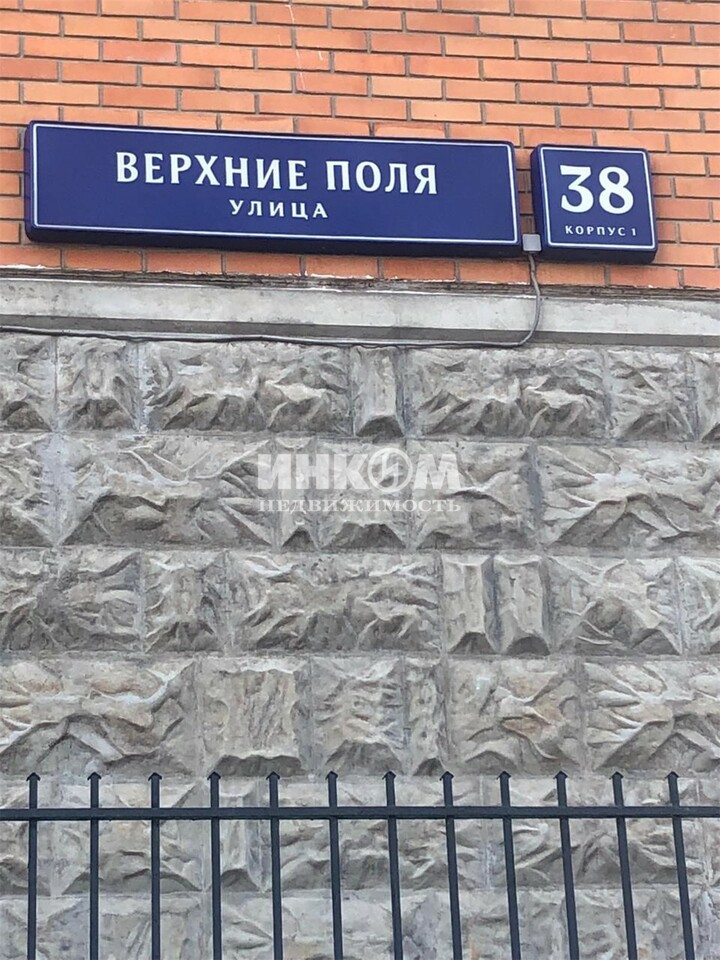 ВЕРХНИЕ ПОЛЯ
УЛИЦА
38
КОРПУС 1
ИНКОМ
НЕДВИЖИМОСТЬ